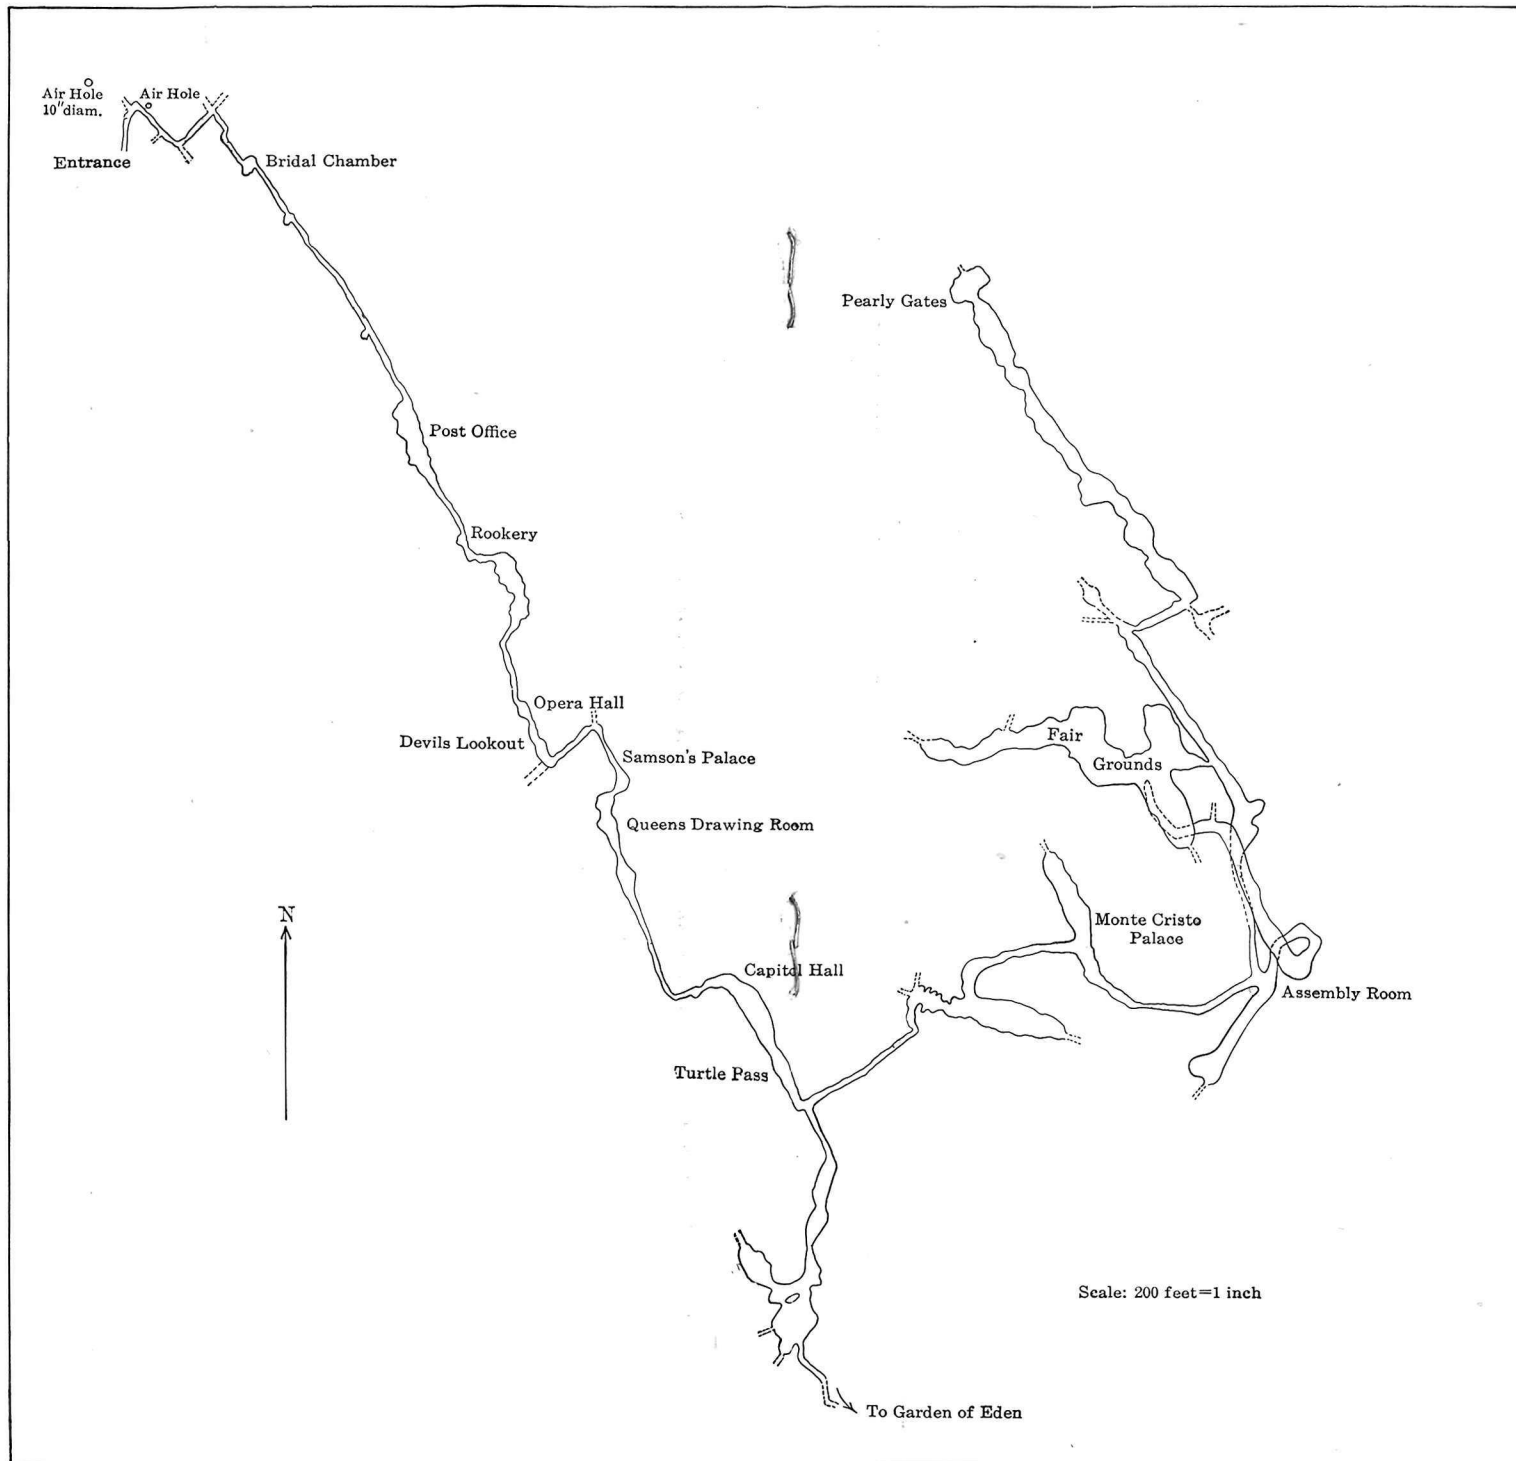 Air Hole
10" diam.
Air Hole
Entrance
Bridal Chamber
Pearly Gates
Post Office
Rookery
Opera Hall
Devils Lookout
Samson's Palace
Fair
Grounds
Queens Drawing Room
N
Monte Cristo
Palace
Capitol Hall
Assembly Room
Turtle Pass
Scale: 200 feet=1 inch
To Garden of Eden